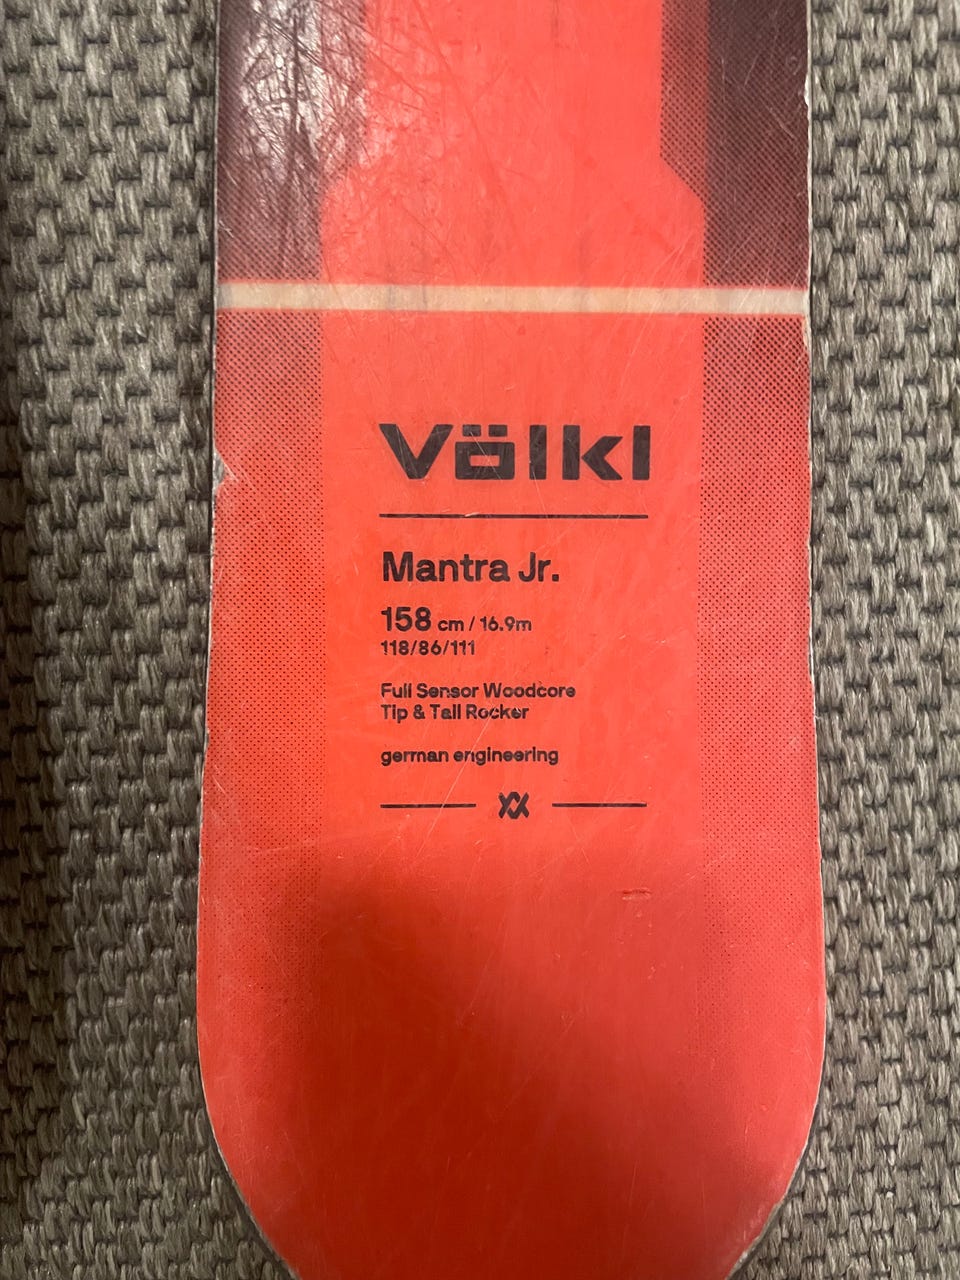 Völkl
Mantra Jr.
158 cm / 16.9m
118/86/111
Full Sensor Woodcore
Tip & Tail Rocker
german engineering